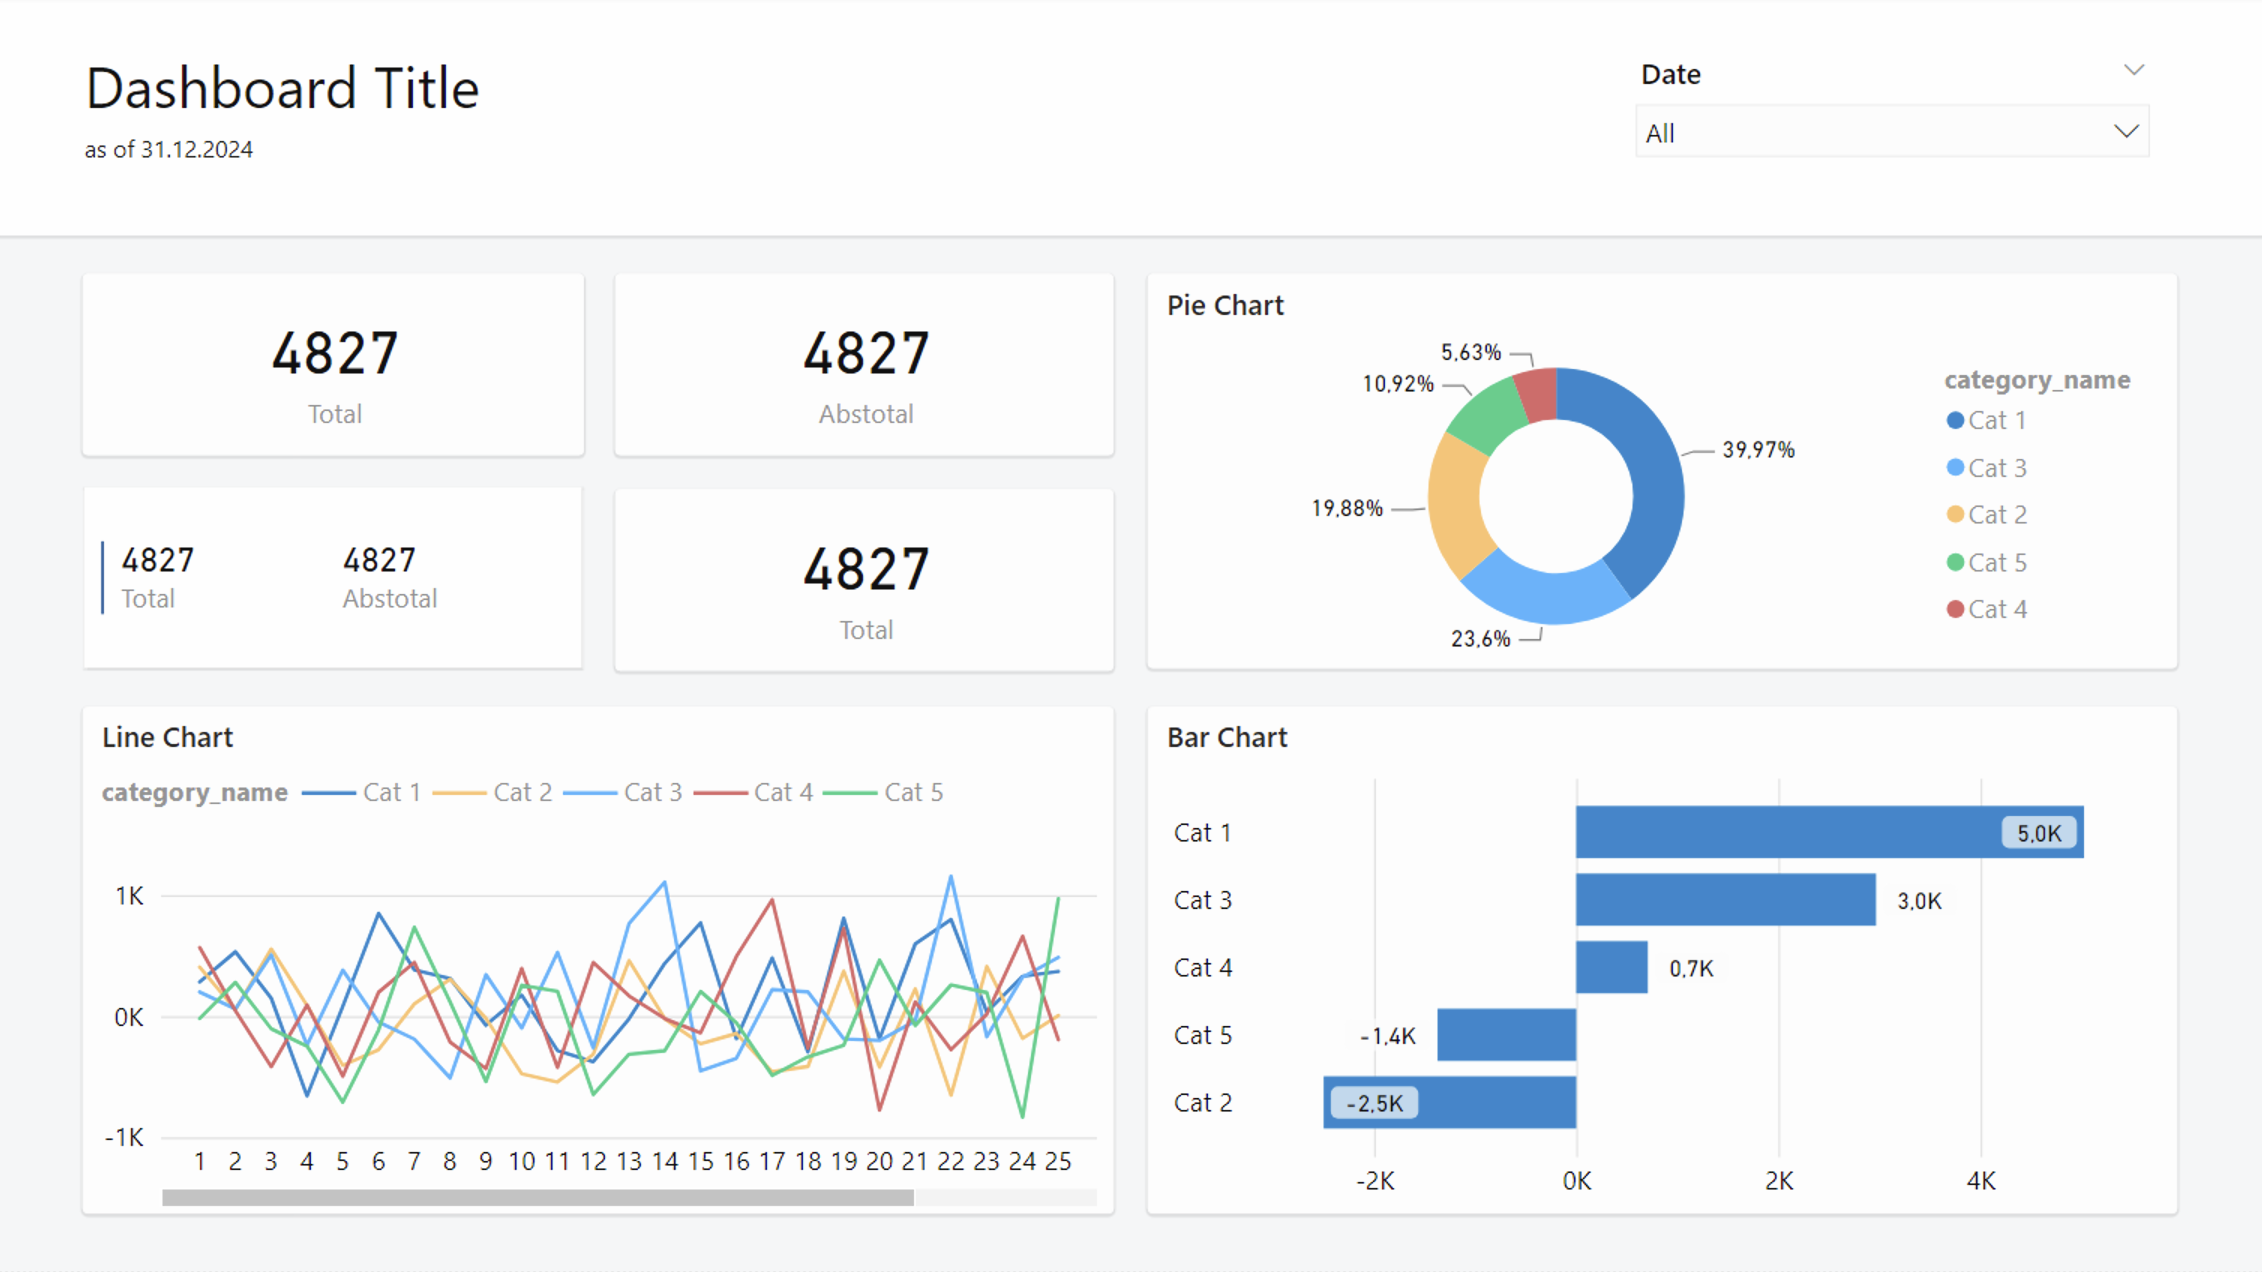 Dashboard Title
as of 31.12.2024
Date
All
4827
Total
4827
Abstotal
4827
Total
4827
Abstotal
4827
Total
Pie Chart
5,63%
10,92%
39,97%
19,88%
23,6%
category_name
Cat 1
Cat 3
Cat 2
Cat 5
Cat 4
Line Chart
category_name Cat 1 Cat 2 Cat 3 Cat 4 Cat 5
1K
0K
-1K
1 2 3 4 5 6 7 8 9 10 11 12 13 14 15 16 17 18 19 20 21 22 23 24 25
Bar Chart
Cat 1 5,0K
Cat 3 3,0K
Cat 4 0,7K
Cat 5 -1,4K
Cat 2 -2,5K
-2K 0K 2K 4K